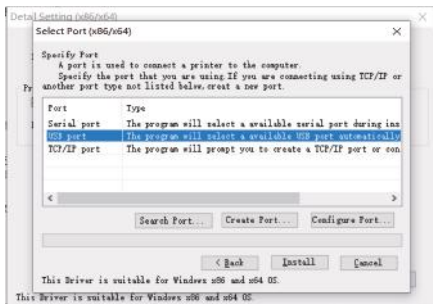 Detail Setting (x86/x64)
Select Port (x86/x64)
Specify Port
A port is used to connect a printer to the computer.
Specify the port that you are using.If you are connecting using TCP/IP or
another port type not listed below, creat a new port.
Port Type
Serial port The program will select a available serial port during ins
USB port The program will select a available USB port automatically
TCP/IP port The program will prompt you to create a TCP/IP port or con
Search Port... Create Port... Configure Port...
< Back Install Cancel
This Driver is suitable for Windows x86 and x64 OS.
This Driver is suitable for Windows x86 and x64 OS.